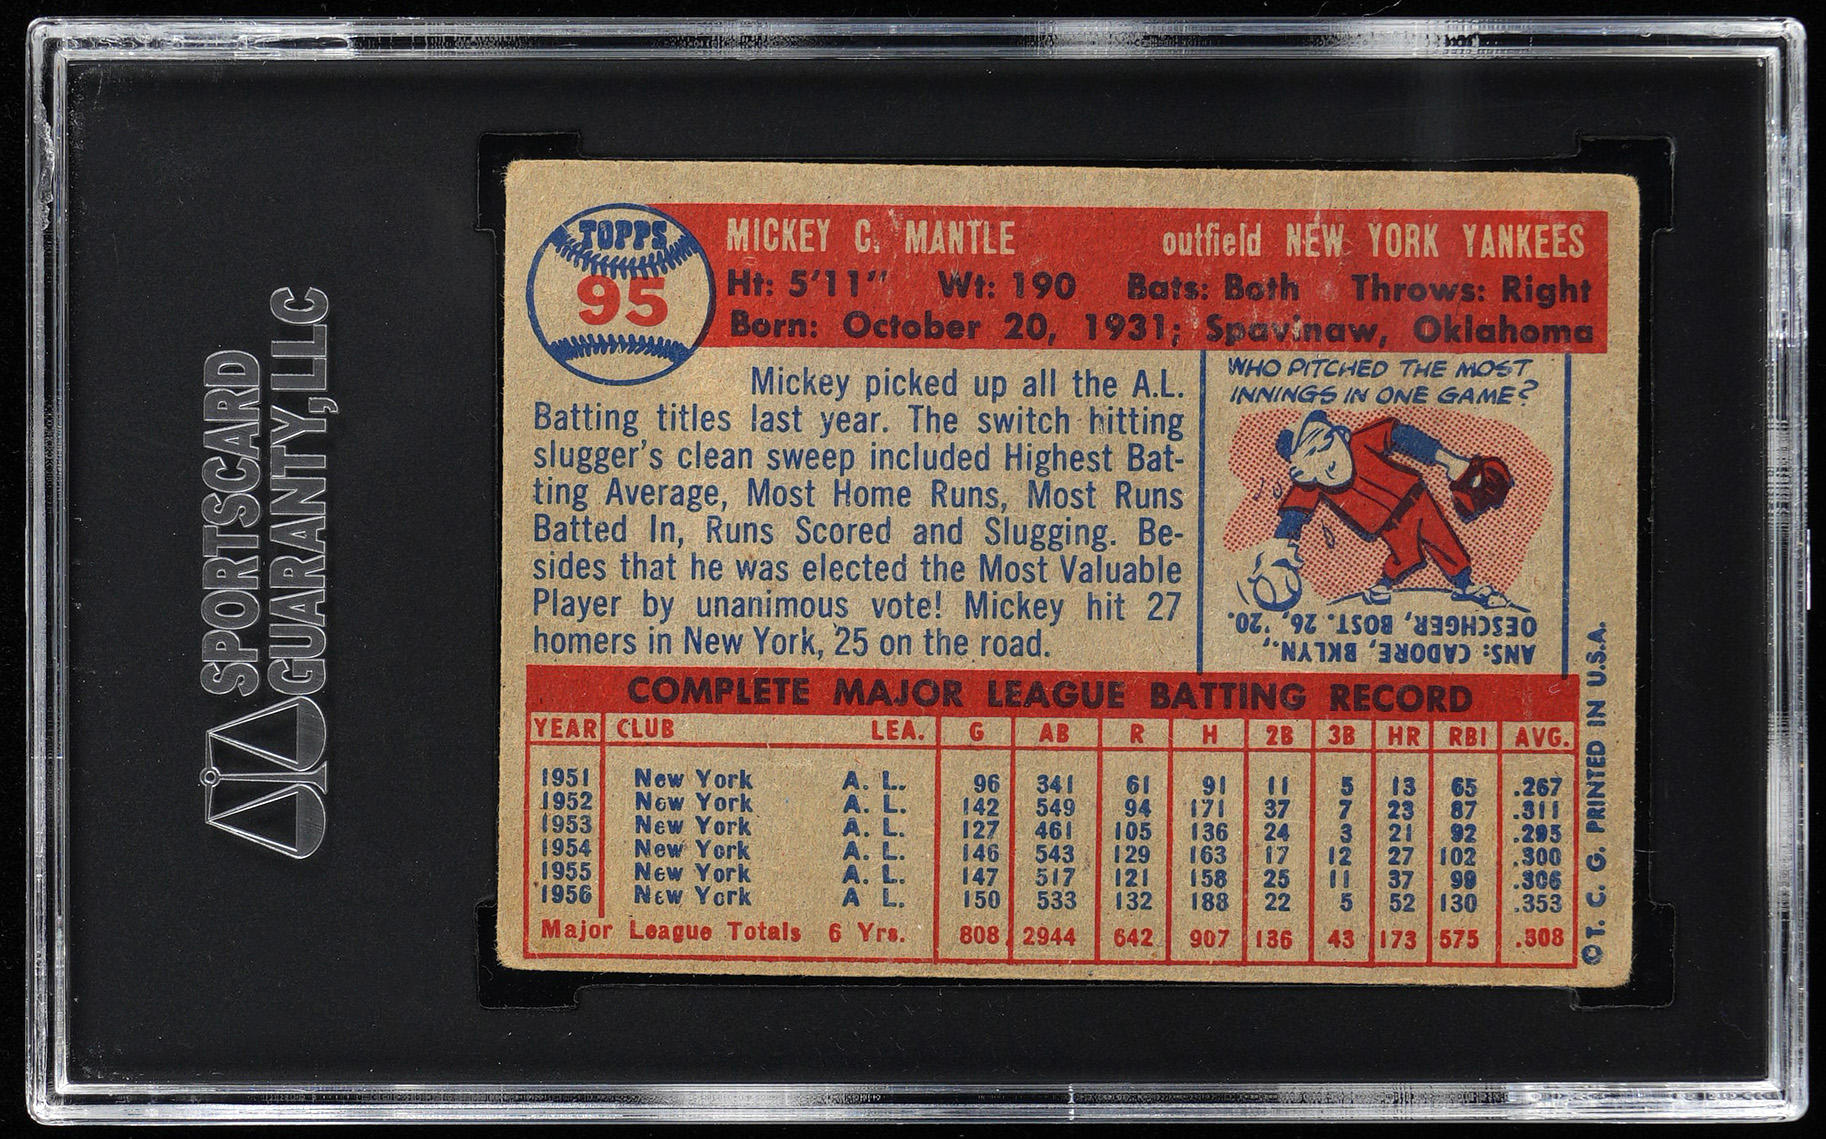 SPORTSCARD
GUARANTY, LLC
TOPPS
95
MICKEY C. MANTLE outfield NEW YORK YANKEES
Ht: 5'11" Wt: 190 Bats: Both Throws: Right
Born: October 20, 1931; Spavinaw, Oklahoma
Mickey picked up all the A.L.
Batting titles last year. The switch hitting
slugger's clean sweep included Highest Bat-
ting Average, Most Home Runs, Most Runs
Batted In, Runs Scored and Slugging. Be-
sides that he was elected the Most Valuable
Player by unanimous vote! Mickey hit 27
homers in New York, 25 on the road.
WHO PITCHED THE MOST
INNINGS IN ONE GAME?
ANS: CADORE, BKLYN.,
OESCHGER, BOST. 26, '20.
COMPLETE MAJOR LEAGUE BATTING RECORD
YEAR CLUB LEA. G AB R H 2B 3B HR RBI AVG.
1951 New York A. L. 96 341 61 91 11 5 13 65 .267
1952 New York A. L. 142 549 94 171 37 7 23 87 .311
1953 New York A. L. 127 461 105 136 24 3 21 92 .295
1954 New York A. L. 146 543 129 163 17 12 27 102 .300
1955 New York A. L. 147 517 121 158 25 11 37 99 .306
1956 New York A L. 150 533 132 188 22 5 52 130 .353
Major League Totals 6 Yrs. 808 2944 642 907 136 43 173 575 .308
© T. C. G. PRINTED IN U.S.A.